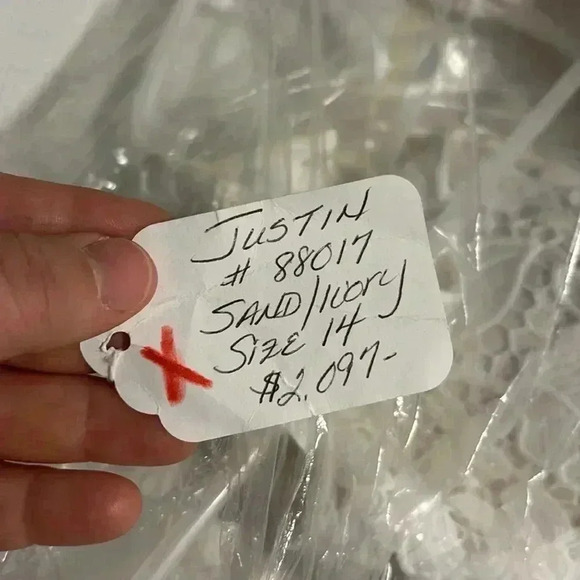 JUSTIN
# 88017
SAND/IVORY
SIZE 14
$2.097-
X